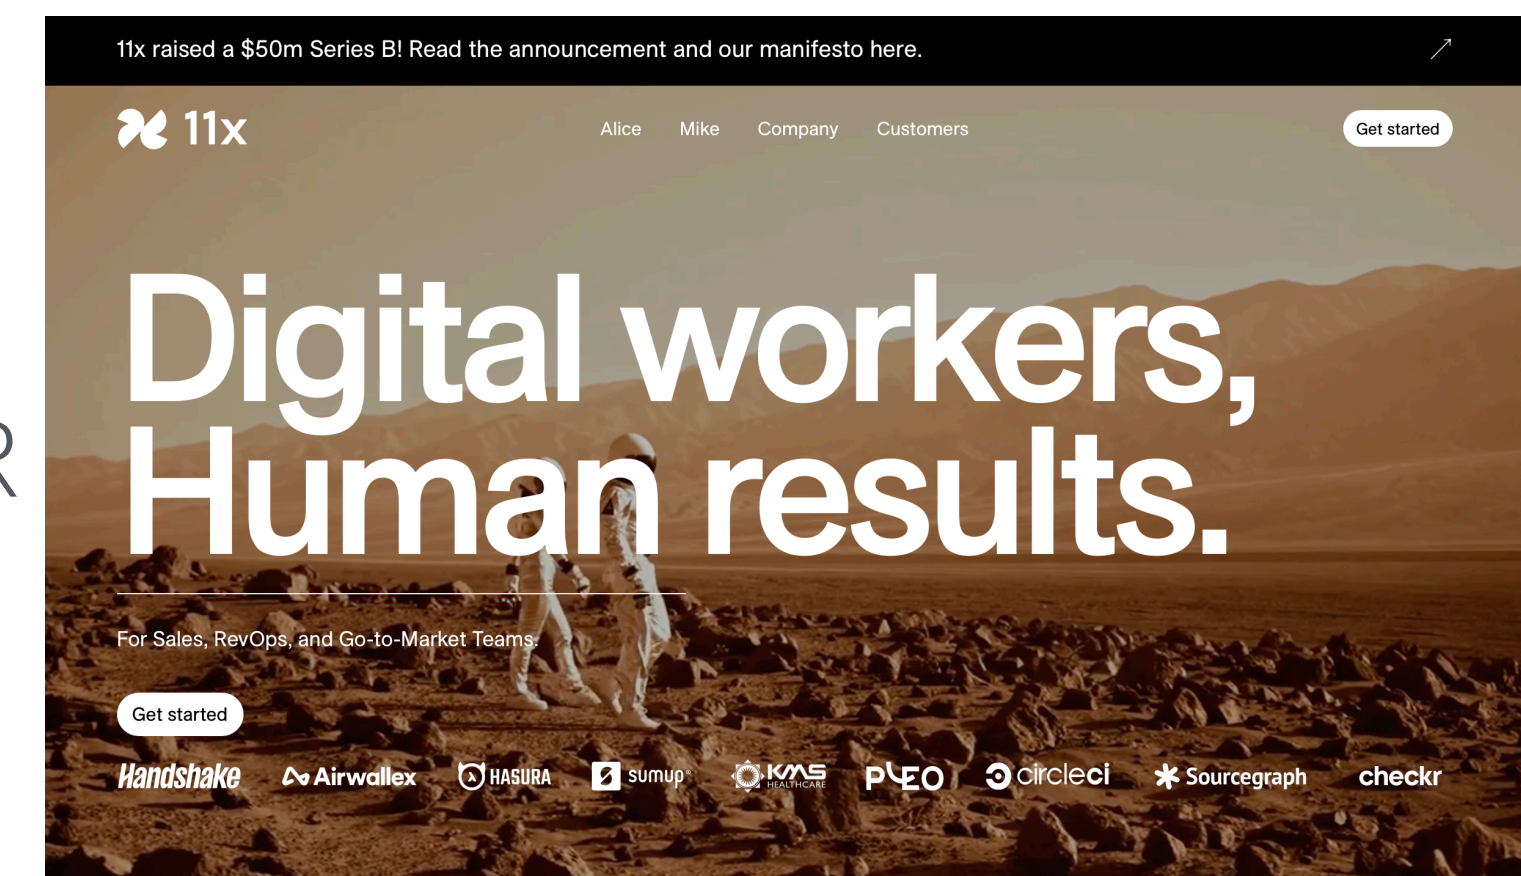 11x raised a $50m Series B! Read the announcement and our manifesto here.
11x
Alice Mike Company Customers
Get started
Digital workers,
Human results.
R
For Sales, RevOps, and Go-to-Market Teams.
Get started
Handshake Airwallex HASURA sumup® KMS HEALTHCARE PLEO circleci Sourcegraph checkr